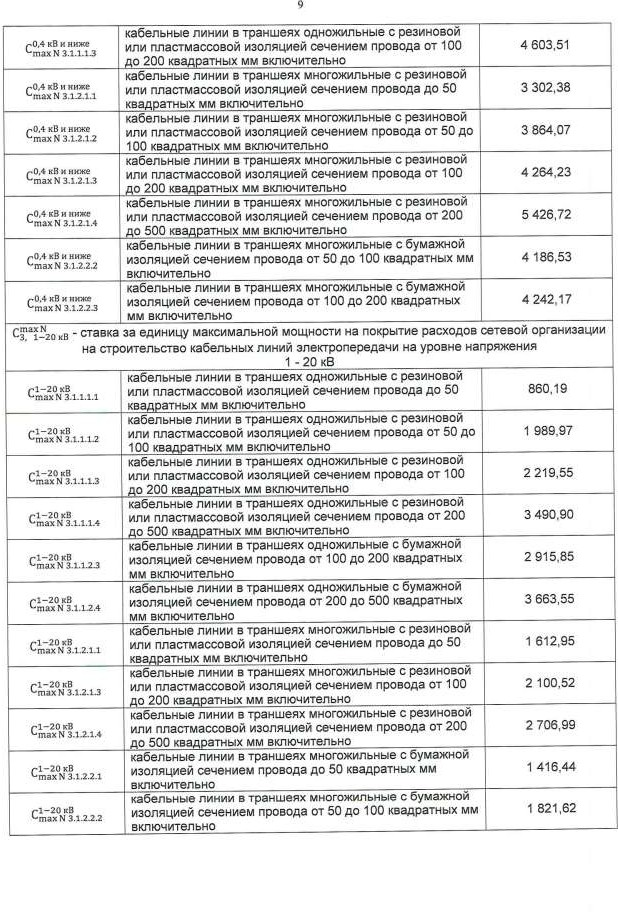 9
C 0,4 кВ и ниже max N 3.1.1.1.3
кабельные линии в траншеях одножильные с резиновой
или пластмассовой изоляцией сечением провода от 100
до 200 квадратных мм включительно
4 603,51
C 0,4 кВ и ниже max N 3.1.2.1.1
кабельные линии в траншеях многожильные с резиновой
или пластмассовой изоляцией сечением провода до 50
квадратных мм включительно
3 302,38
C 0,4 кВ и ниже max N 3.1.2.1.2
кабельные линии в траншеях многожильные с резиновой
или пластмассовой изоляцией сечением провода от 50 до
100 квадратных мм включительно
3 864,07
C 0,4 кВ и ниже max N 3.1.2.1.3
кабельные линии в траншеях многожильные с резиновой
или пластмассовой изоляцией сечением провода от 100
до 200 квадратных мм включительно
4 264,23
C 0,4 кВ и ниже max N 3.1.2.1.4
кабельные линии в траншеях многожильные с резиновой
или пластмассовой изоляцией сечением провода от 200
до 500 квадратных мм включительно
5 426,72
C 0,4 кВ и ниже max N 3.1.2.2.2
кабельные линии в траншеях многожильные с бумажной
изоляцией сечением провода от 50 до 100 квадратных мм
включительно
4 186,53
C 0,4 кВ и ниже max N 3.1.2.2.3
кабельные линии в траншеях многожильные с бумажной
изоляцией сечением провода от 100 до 200 квадратных
мм включительно
4 242,17
C max N 3, 1−20 кВ - ставка за единицу максимальной мощности на покрытие расходов сетевой организации
на строительство кабельных линий электропередачи на уровне напряжения
1 - 20 кВ
C 1−20 кВ max N 3.1.1.1.1
кабельные линии в траншеях одножильные с резиновой
или пластмассовой изоляцией сечением провода до 50
квадратных мм включительно
860,19
C 1−20 кВ max N 3.1.1.1.2
кабельные линии в траншеях одножильные с резиновой
или пластмассовой изоляцией сечением провода от 50 до
100 квадратных мм включительно
1 989,97
C 1−20 кВ max N 3.1.1.1.3
кабельные линии в траншеях одножильные с резиновой
или пластмассовой изоляцией сечением провода от 100
до 200 квадратных мм включительно
2 219,55
C 1−20 кВ max N 3.1.1.1.4
кабельные линии в траншеях одножильные с резиновой
или пластмассовой изоляцией сечением провода от 200
до 500 квадратных мм включительно
3 490,90
C 1−20 кВ max N 3.1.1.2.3
кабельные линии в траншеях одножильные с бумажной
изоляцией сечением провода от 100 до 200 квадратных
мм включительно
2 915,85
C 1−20 кВ max N 3.1.1.2.4
кабельные линии в траншеях одножильные с бумажной
изоляцией сечением провода от 200 до 500 квадратных
мм включительно
3 663,55
C 1−20 кВ max N 3.1.2.1.1
кабельные линии в траншеях многожильные с резиновой
или пластмассовой изоляцией сечением провода до 50
квадратных мм включительно
1 612,95
C 1−20 кВ max N 3.1.2.1.3
кабельные линии в траншеях многожильные с резиновой
или пластмассовой изоляцией сечением провода от 100
до 200 квадратных мм включительно
2 100,52
C 1−20 кВ max N 3.1.2.1.4
кабельные линии в траншеях многожильные с резиновой
или пластмассовой изоляцией сечением провода от 200
до 500 квадратных мм включительно
2 706,99
C 1−20 кВ max N 3.1.2.2.1
кабельные линии в траншеях многожильные с бумажной
изоляцией сечением провода до 50 квадратных мм
включительно
1 416,44
C 1−20 кВ max N 3.1.2.2.2
кабельные линии в траншеях многожильные с бумажной
изоляцией сечением провода от 50 до 100 квадратных мм
включительно
1 821,62